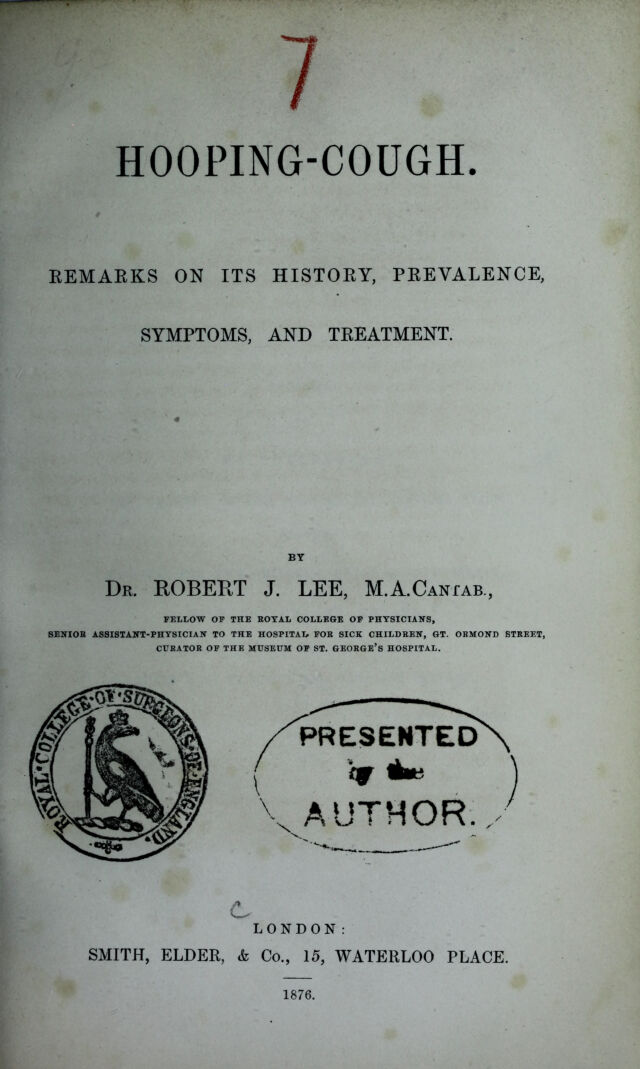 7
HOOPING-COUGH.
REMARKS ON ITS HISTORY, PREVALENCE,
SYMPTOMS, AND TREATMENT.
BY
DR. ROBERT J. LEE, M.A.CANTAB.,
FELLOW OF THE ROYAL COLLEGE OF PHYSICIANS,
SENIOR ASSISTANT-PHYSICIAN TO THE HOSPITAL FOR SICK CHILDREN, GT. ORMOND STREET,
CURATOR OF THE MUSEUM OF ST. GEORGE'S HOSPITAL.
ROYAL·COLLEGE·OF·SURGEONS·OF·ENGLAND.
PRESENTED
by the
AUTHOR.
LONDON:
SMITH, ELDER, & Co., 15, WATERLOO PLACE.
1876.